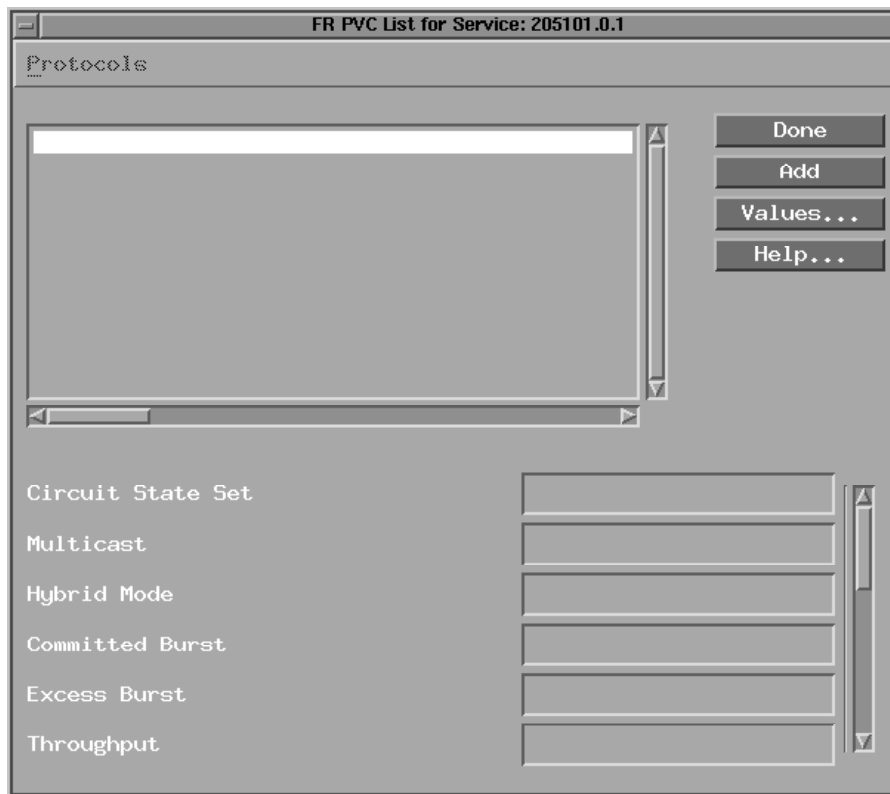 FR PVC List for Service: 205101.0.1
Protocols
Done
Add
Values...
Help...
Circuit State Set
Multicast
Hybrid Mode
Committed Burst
Excess Burst
Throughput